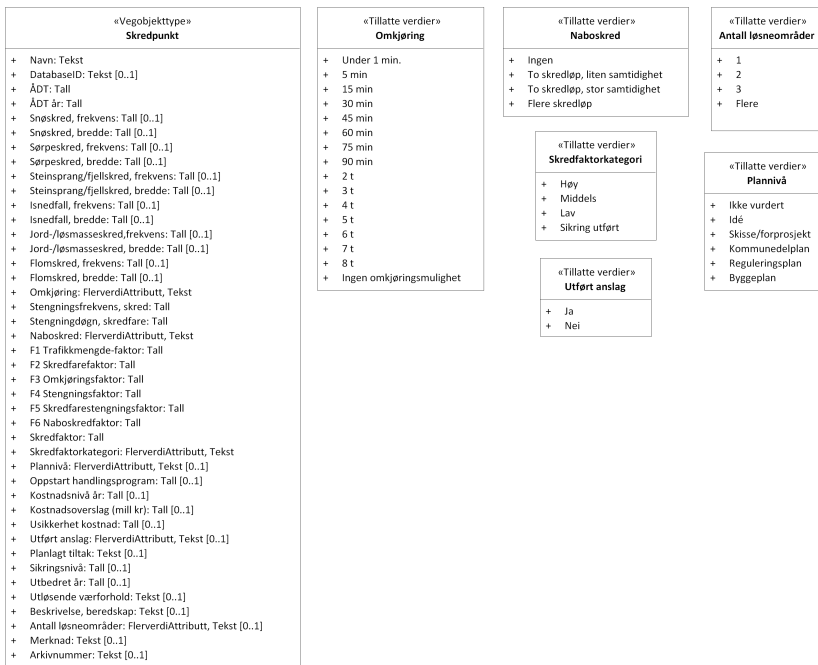 «Vegobjekttype»
Skredpunkt
+ Navn: Tekst
+ DatabaseID: Tekst [0..1]
+ ÅDT: Tall
+ ÅDT år: Tall
+ Snøskred, frekvens: Tall [0..1]
+ Snøskred, bredde: Tall [0..1]
+ Sørpeskred, frekvens: Tall [0..1]
+ Sørpeskred, bredde: Tall [0..1]
+ Steinsprang/fjellskred, frekvens: Tall [0..1]
+ Steinsprang/fjellskred, bredde: Tall [0..1]
+ Isnedfall, frekvens: Tall [0..1]
+ Isnedfall, bredde: Tall [0..1]
+ Jord-/løsmasseskred,frekvens: Tall [0..1]
+ Jord-/løsmasseskred, bredde: Tall [0..1]
+ Flomskred, frekvens: Tall [0..1]
+ Flomskred, bredde: Tall [0..1]
+ Omkjøring: FlerverdiAttributt, Tekst
+ Stengningsfrekvens, skred: Tall
+ Stengningdøgn, skredfare: Tall
+ Naboskred: FlerverdiAttributt, Tekst
+ F1 Trafikkmengde-faktor: Tall
+ F2 Skredfarefaktor: Tall
+ F3 Omkjøringsfaktor: Tall
+ F4 Stengningsfaktor: Tall
+ F5 Skredfarestengningsfaktor: Tall
+ F6 Naboskredfaktor: Tall
+ Skredfaktor: Tall
+ Skredfaktorkategori: FlerverdiAttributt, Tekst
+ Plannivå: FlerverdiAttributt, Tekst [0..1]
+ Oppstart handlingsprogram: Tall [0..1]
+ Kostnadsnivå år: Tall [0..1]
+ Kostnadsoverslag (mill kr): Tall [0..1]
+ Usikkerhet kostnad: Tall [0..1]
+ Utført anslag: FlerverdiAttributt, Tekst [0..1]
+ Planlagt tiltak: Tekst [0..1]
+ Sikringsnivå: Tall [0..1]
+ Utbedret år: Tall [0..1]
+ Utløsende værforhold: Tekst [0..1]
+ Beskrivelse, beredskap: Tekst [0..1]
+ Antall løsneområder: FlerverdiAttributt, Tekst [0..1]
+ Merknad: Tekst [0..1]
+ Arkivnummer: Tekst [0..1]
«Tillatte verdier»
Omkjøring
+ Under 1 min.
+ 5 min
+ 15 min
+ 30 min
+ 45 min
+ 60 min
+ 75 min
+ 90 min
+ 2 t
+ 3 t
+ 4 t
+ 5 t
+ 6 t
+ 7 t
+ 8 t
+ Ingen omkjøringsmulighet
«Tillatte verdier»
Naboskred
+ Ingen
+ To skredløp, liten samtidighet
+ To skredløp, stor samtidighet
+ Flere skredløp
«Tillatte verdier»
Skredfaktorkategori
+ Høy
+ Middels
+ Lav
+ Sikring utført
«Tillatte verdier»
Utført anslag
+ Ja
+ Nei
«Tillatte verdier»
Antall løsneområder
+ 1
+ 2
+ 3
+ Flere
«Tillatte verdier»
Plannivå
+ Ikke vurdert
+ Idé
+ Skisse/forprosjekt
+ Kommunedelplan
+ Reguleringsplan
+ Byggeplan